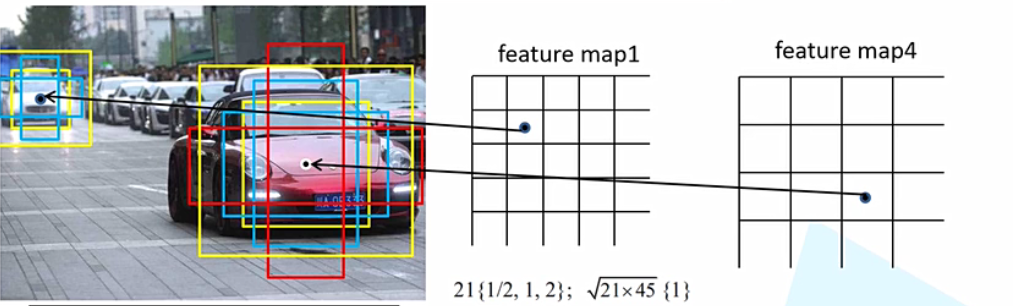 feature map1
feature map4
21{1/2, 1, 2}; √21×45 {1}